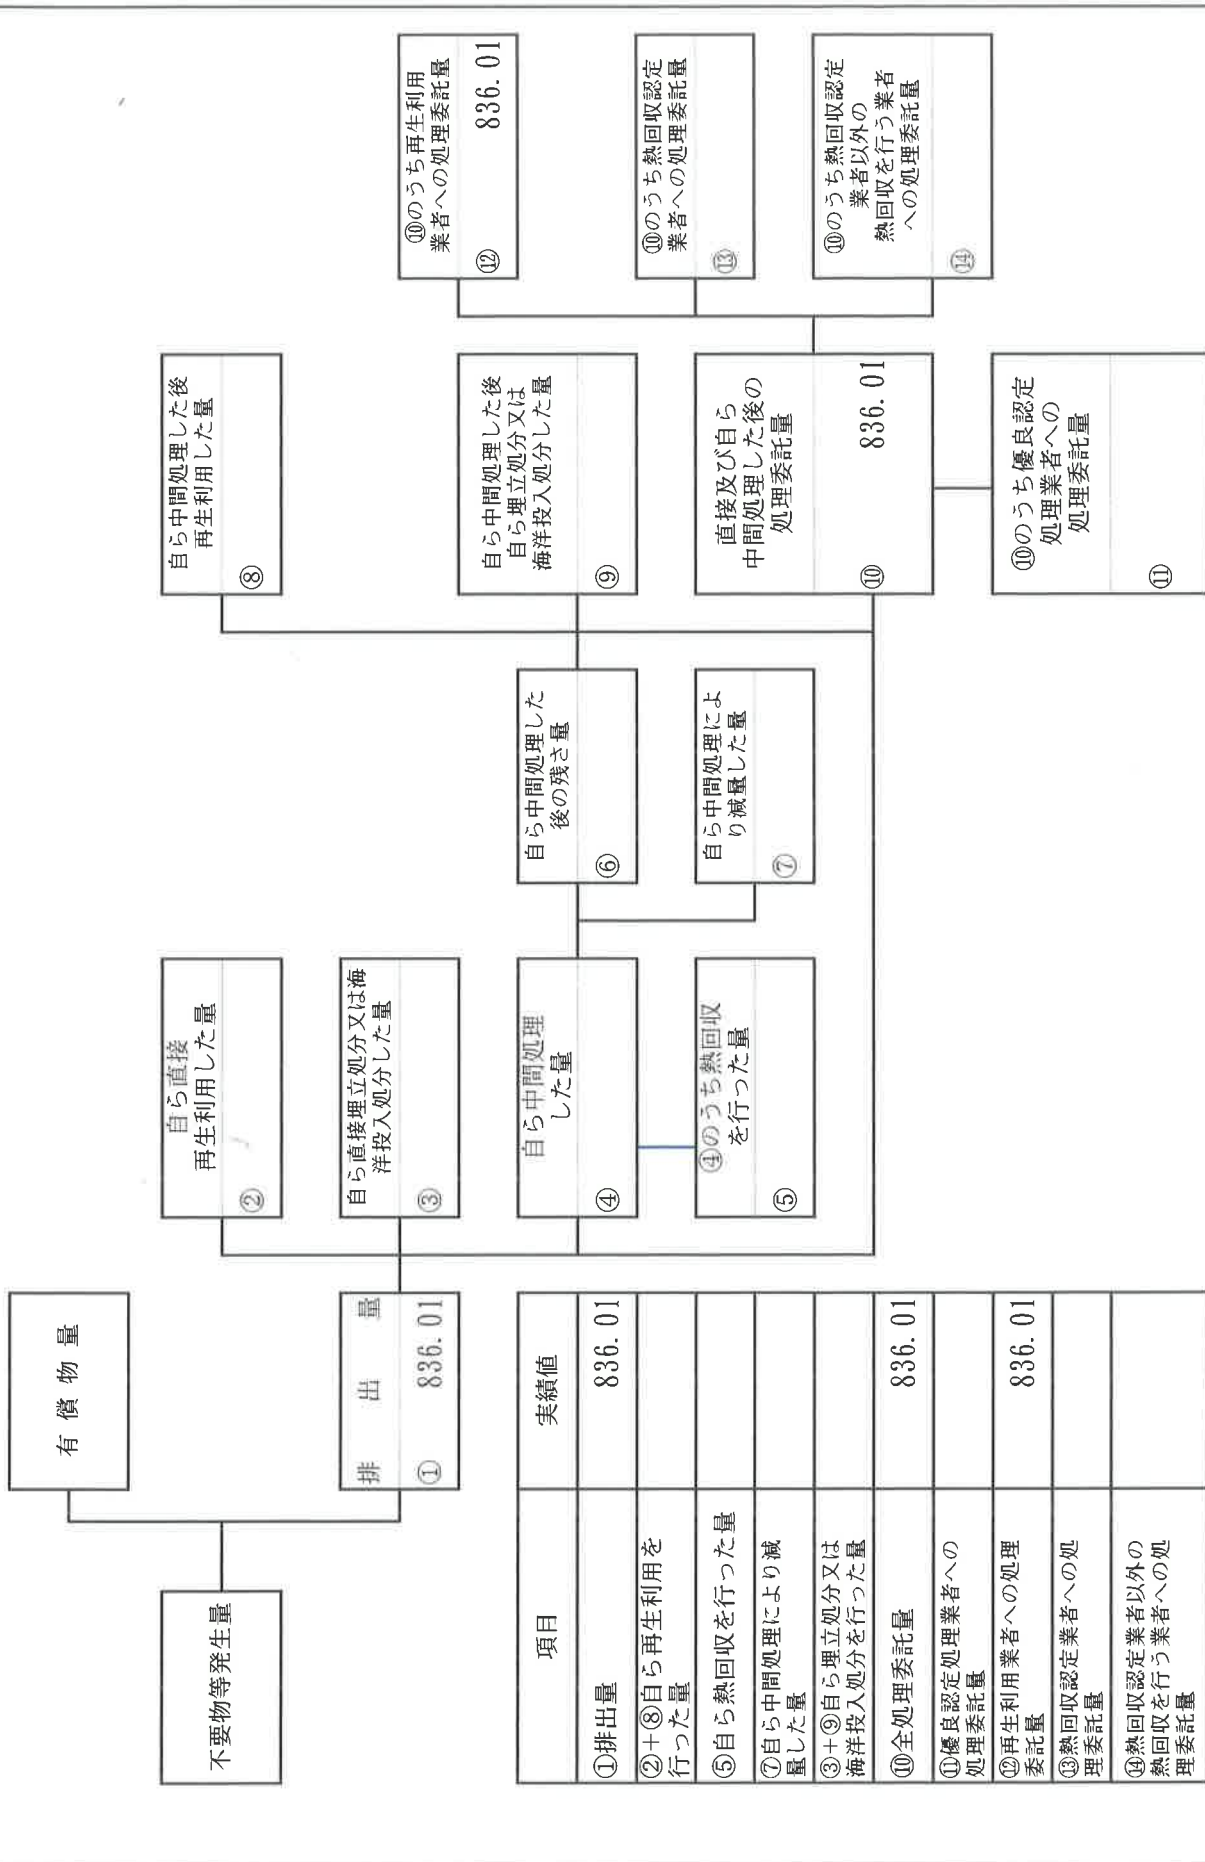 不要物等発生量
有償物量
排出量
① 836.01
自ら直接
再生利用した量
②
自ら直接埋立処分又は海
洋投入処分した量
③
自ら中間処理
した量
④
④のうち熱回収
を行った量
⑤
自ら中間処理した
後の残さ量
⑥
自ら中間処理によ
り減量した量
⑦
自ら中間処理した後
再生利用した量
⑧
自ら中間処理した後
自ら埋立処分又は
海洋投入処分した量
⑨
直接及び自ら
中間処理した後の
処理委託量
⑩ 836.01
⑩のうち優良認定
処理業者への
処理委託量
⑪
⑩のうち再生利用
業者への処理委託量
⑫ 836.01
⑩のうち熱回収認定
業者への処理委託量
⑬
⑩のうち熱回収認定
業者以外の
熱回収を行う業者
への処理委託量
⑭
項目 実績値
①排出量 836.01
②+⑧自ら再生利用を
行った量
⑤自ら熱回収を行った量
⑦自ら中間処理により減
量した量
③+⑨自ら埋立処分又は
海洋投入処分を行った量
⑩全処理委託量 836.01
⑪優良認定処理業者への
処理委託量
⑫再生利用業者への処理
委託量 836.01
⑬熱回収認定業者への処
理委託量
⑭熱回収認定業者以外の
熱回収を行う業者への処
理委託量